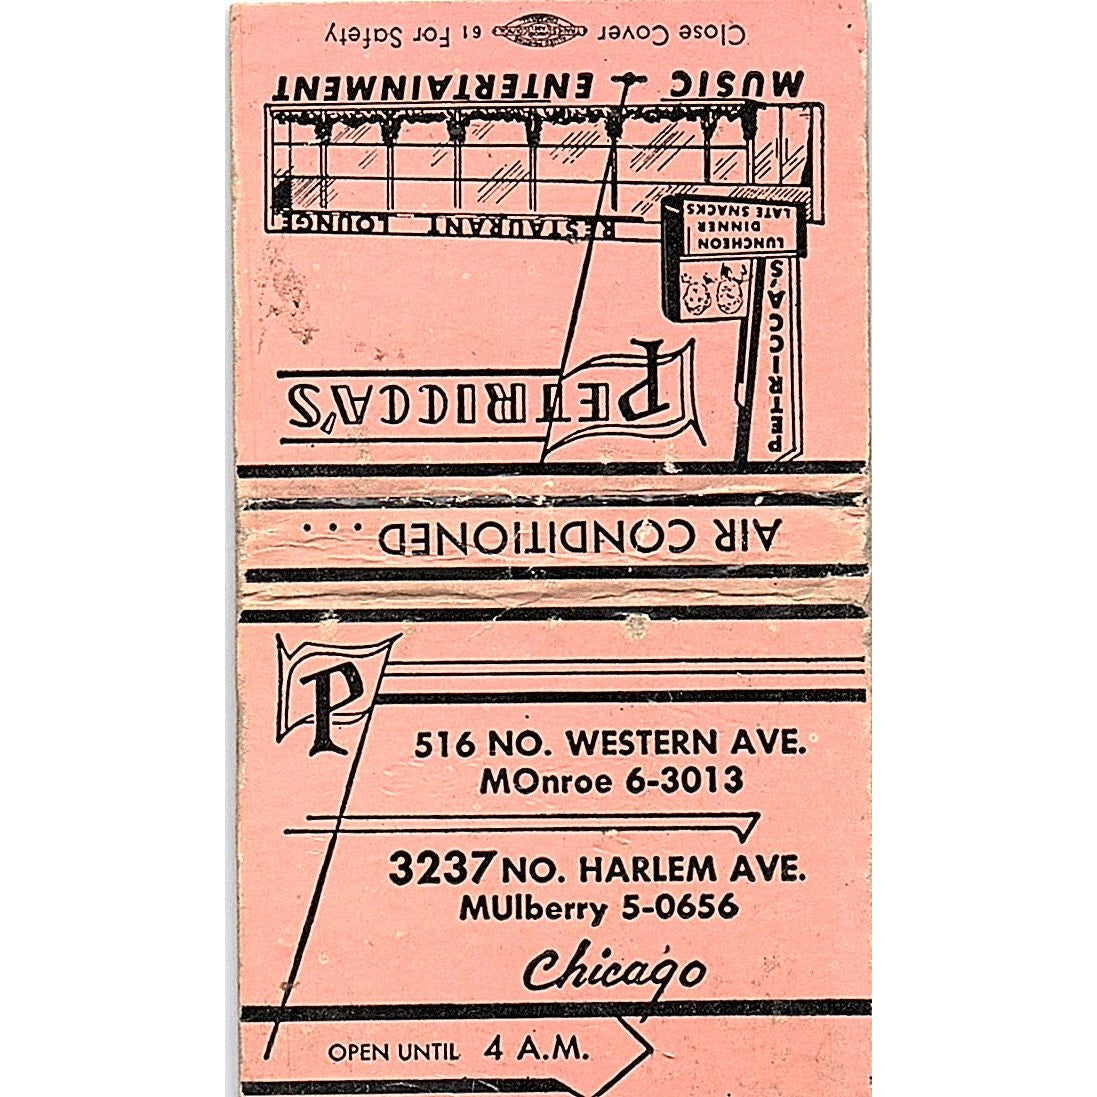 Close Cover 61 For Safety
MUSIC - ENTERTAINMENT
RESTAURANT LOUNGE
LUNCHEON
DINNER
LATE SNACKS
PETRICCA'S
PETRICCA'S
AIR CONDITIONED...
P
516 NO. WESTERN AVE.
MOnroe 6-3013
3237 NO. HARLEM AVE.
MUlberry 5-0656
Chicago
OPEN UNTIL 4 A.M.